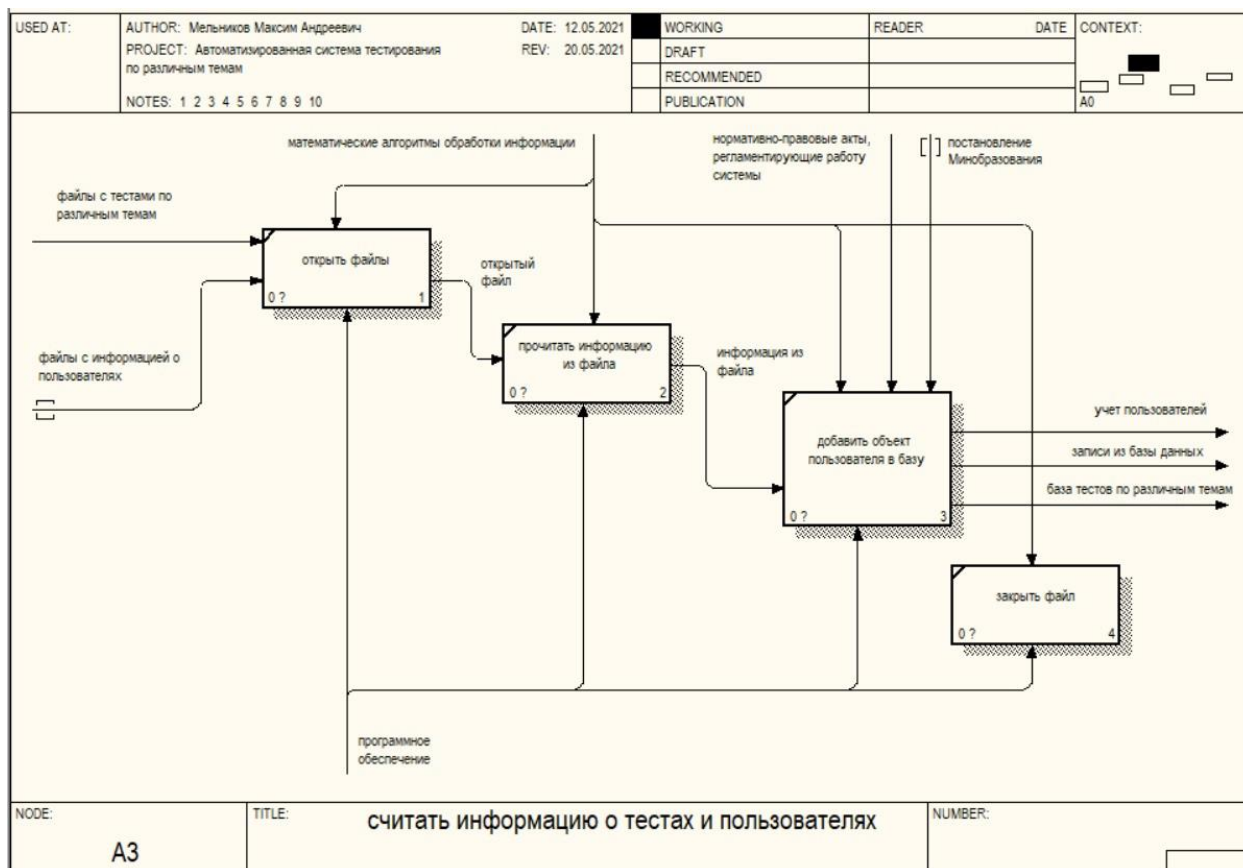 USED AT:
AUTHOR: Мельников Максим Андреевич
DATE: 12.05.2021
PROJECT: Автоматизированная система тестирования
по различным темам
REV: 20.05.2021
NOTES: 1 2 3 4 5 6 7 8 9 10
WORKING
DRAFT
RECOMMENDED
PUBLICATION
READER
DATE
CONTEXT:
A0
математические алгоритмы обработки информации
нормативно-правовые акты,
регламентирующие работу
системы
постановление
Минобразования
файлы с тестами по
различным темам
открыть файлы
0 ?
1
открытый
файл
файлы с информацией о
пользователях
прочитать информацию
из файла
0 ?
2
информация из
файла
добавить объект
пользователя в базу
0 ?
3
учет пользователей
записи из базы данных
база тестов по различным темам
закрыть файл
0 ?
4
программное
обеспечение
NODE:
A3
TITLE:
считать информацию о тестах и пользователях
NUMBER: